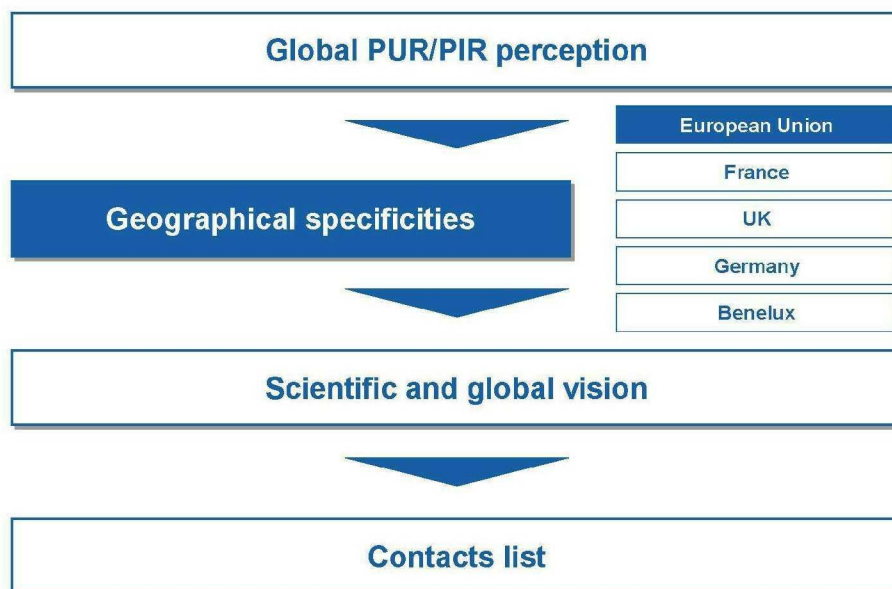 Global PUR/PIR perception
European Union
France
Geographical specificities
UK
Germany
Benelux
Scientific and global vision
Contacts list